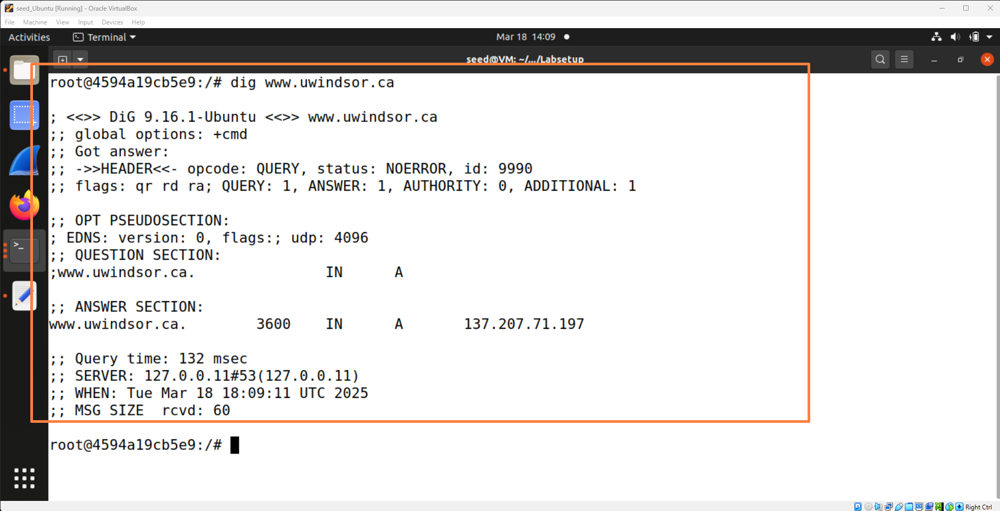 seed_Ubuntu [Running] - Oracle VirtualBox
File Machine View Input Devices Help
Activities Terminal Mar 18 14:09
seed@VM: ~/.../Labsetup
root@4594a19cb5e9:/# dig www.uwindsor.ca
; <<>> DiG 9.16.1-Ubuntu <<>> www.uwindsor.ca
;; global options: +cmd
;; Got answer:
;; ->>HEADER<<- opcode: QUERY, status: NOERROR, id: 9990
;; flags: qr rd ra; QUERY: 1, ANSWER: 1, AUTHORITY: 0, ADDITIONAL: 1
;; OPT PSEUDOSECTION:
; EDNS: version: 0, flags:; udp: 4096
;; QUESTION SECTION:
;www.uwindsor.ca. IN A
;; ANSWER SECTION:
www.uwindsor.ca. 3600 IN A 137.207.71.197
;; Query time: 132 msec
;; SERVER: 127.0.0.11#53(127.0.0.11)
;; WHEN: Tue Mar 18 18:09:11 UTC 2025
;; MSG SIZE  rcvd: 60
root@4594a19cb5e9:/#
Right Ctrl